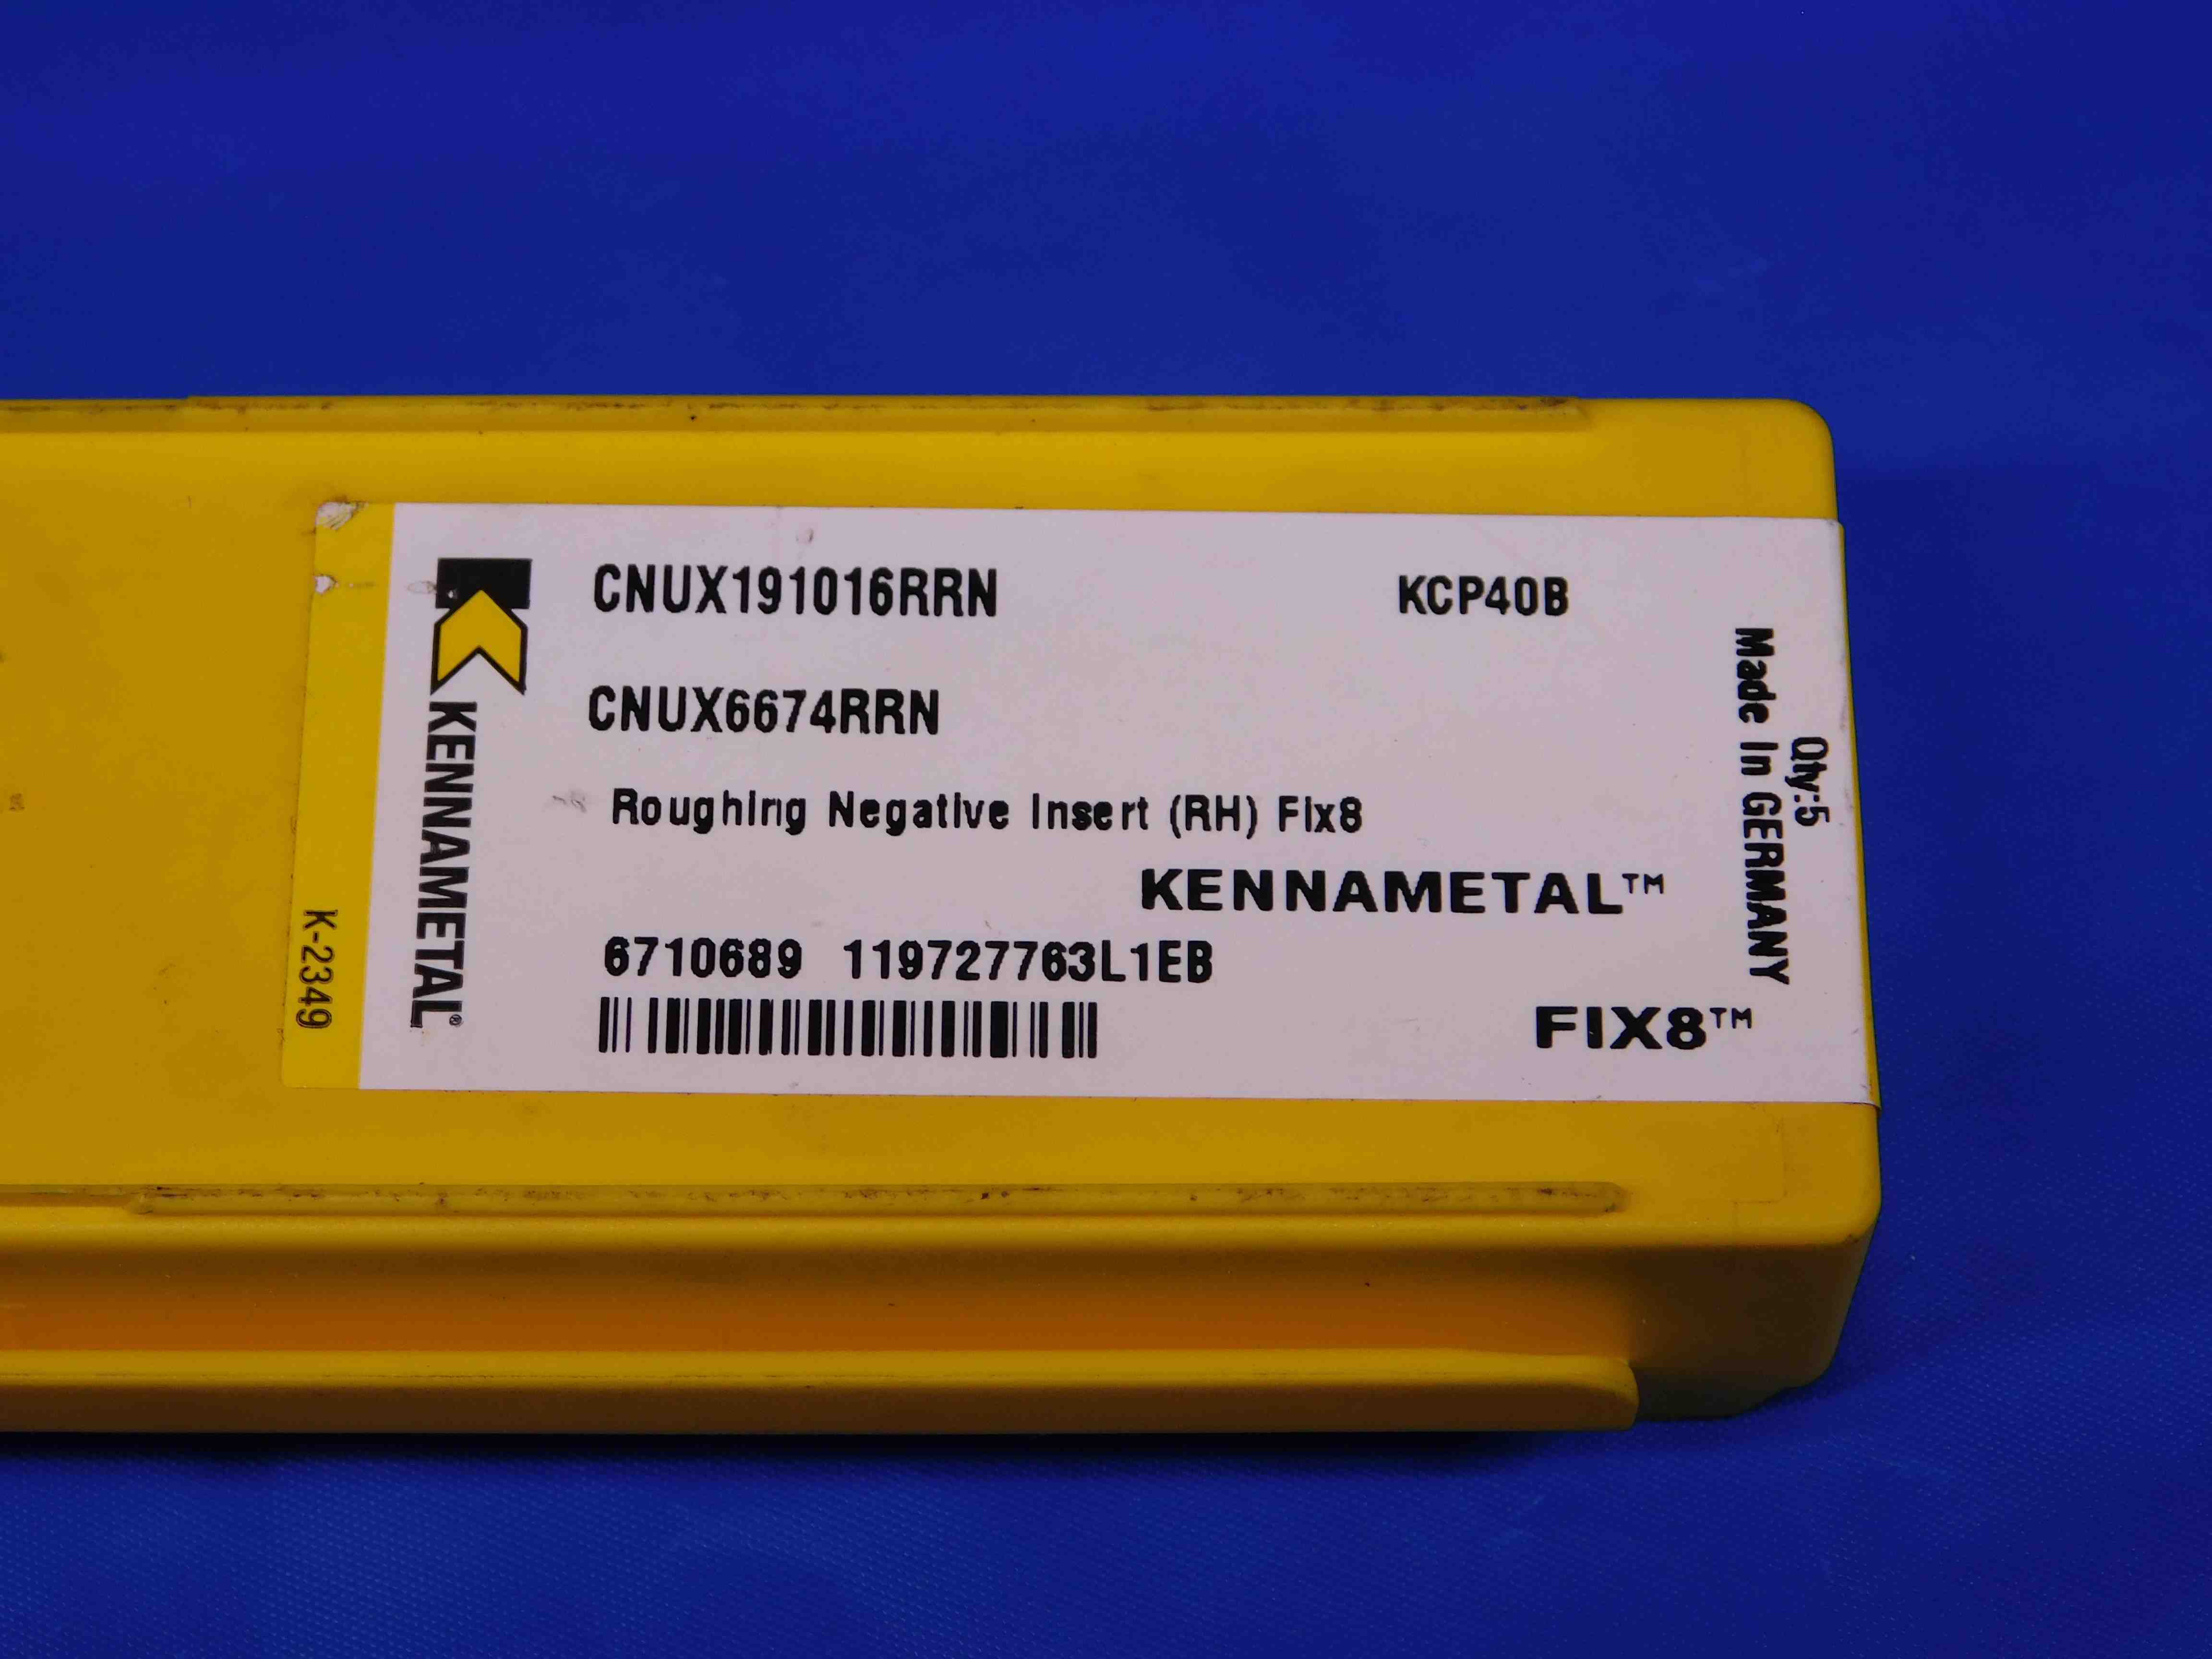 CNUX191016RRN KCP40B
CNUX6674RRN
Roughing Negative Insert (RH) Fix8
KENNAMETAL™
6710689 119727763L1EB
FIX8™
KENNAMETAL®
K-2349
Qty:5
Made In GERMANY